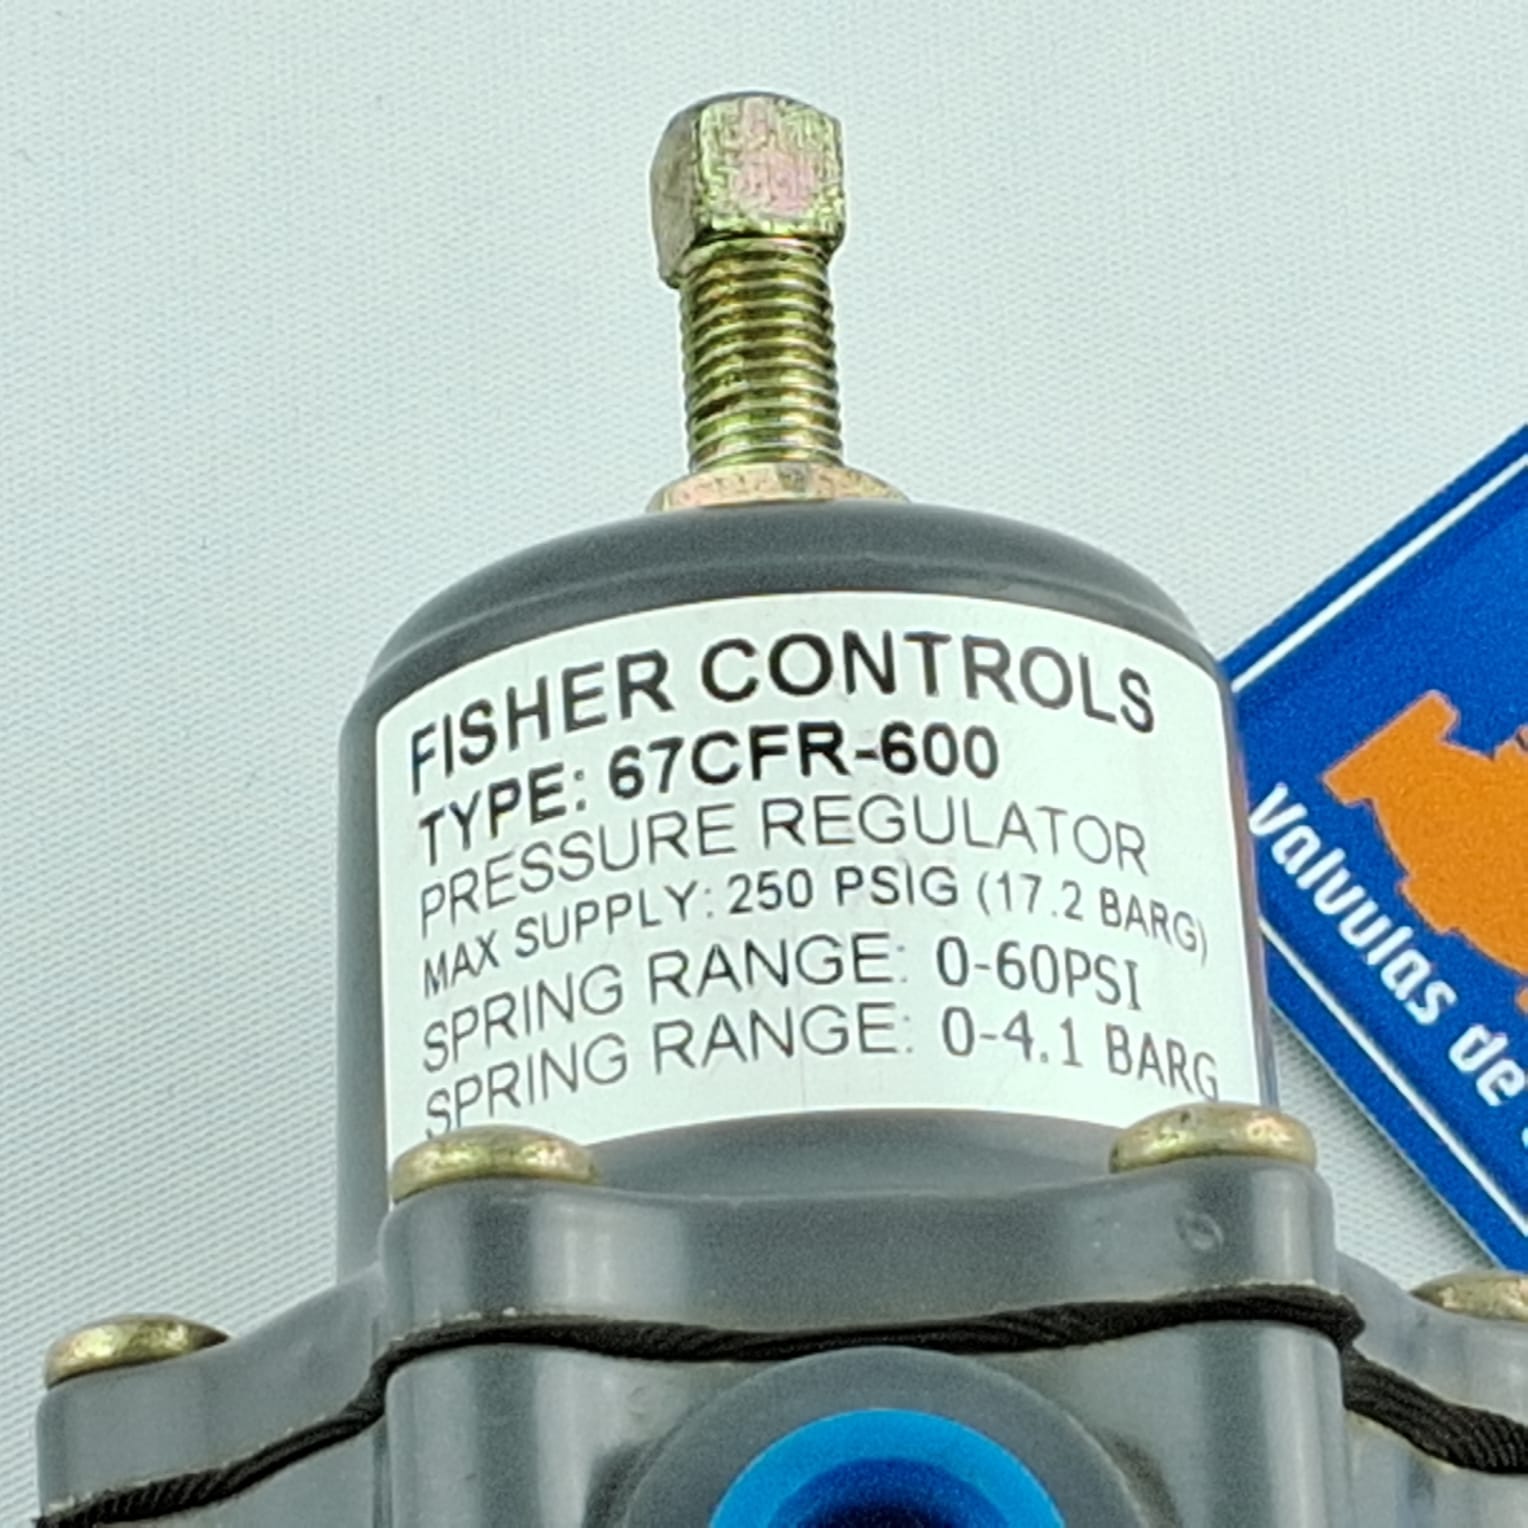 FISHER CONTROLS
TYPE: 67CFR-600
PRESSURE REGULATOR
MAX SUPPLY: 250 PSIG (17.2 BARG)
SPRING RANGE: 0-60PSI
SPRING RANGE: 0-4.1 BARG
Valvulas de